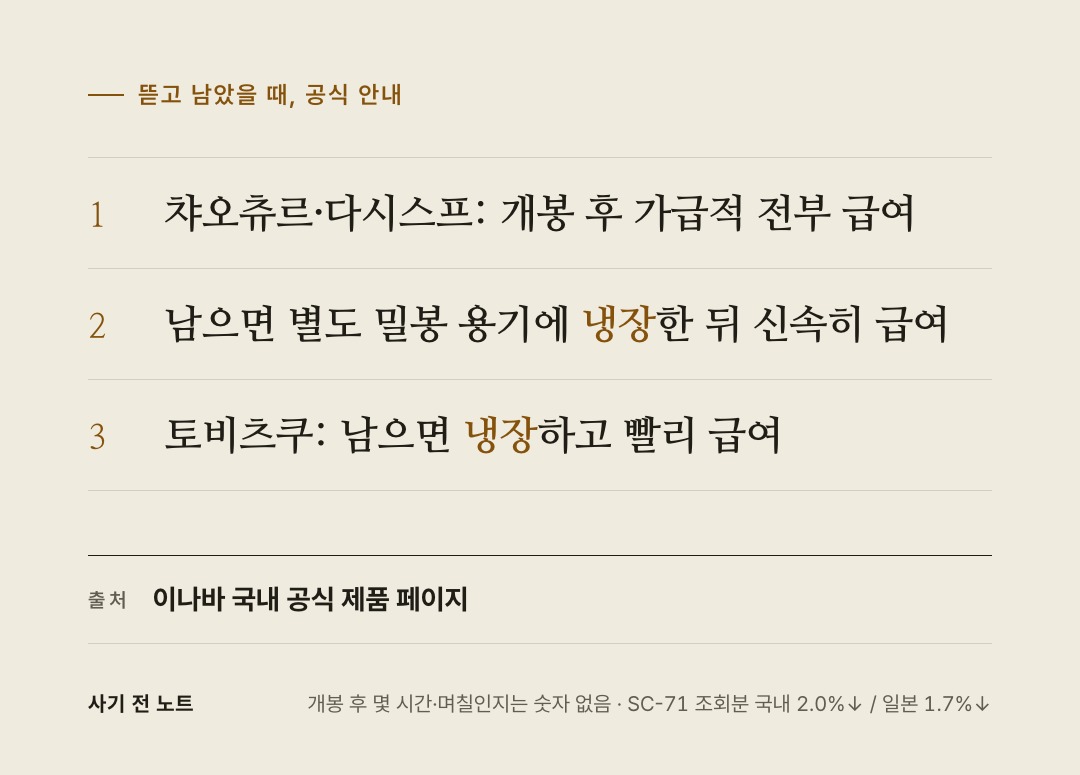 뜯고 남았을 때, 공식 안내
1 챠오츄르·다시스프: 개봉 후 가급적 전부 급여
2 남으면 별도 밀봉 용기에 냉장한 뒤 신속히 급여
3 토비츠쿠: 남으면 냉장하고 빨리 급여
출처 이나바 국내 공식 제품 페이지
사기 전 노트 개봉 후 몇 시간·며칠인지는 숫자 없음 · SC-71 조회분 국내 2.0%↓ / 일본 1.7%↓